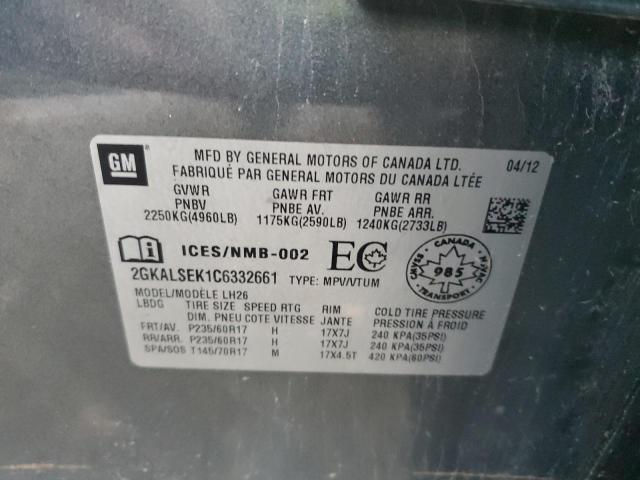 GM
MFD BY GENERAL MOTORS OF CANADA LTD. 04/12
FABRIQUÉ PAR GENERAL MOTORS DU CANADA LTÉE
GVWR GAWR FRT GAWR RR
PNBV PNBE AV. PNBE ARR.
2250KG(4960LB) 1175KG(2590LB) 1240KG(2733LB)
ICES/NMB-002 EC
CANADA
985
TRANSPORT
2GKALSEK1C6332661 TYPE: MPV/VTUM
MODEL/MODÈLE LH26
LBDG TIRE SIZE SPEED RTG RIM COLD TIRE PRESSURE
DIM. PNEU COTE VITESSE JANTE PRESSION À FROID
FRT/AV. P235/60R17 H 17X7J 240 KPA(35PSI)
RR/ARR. P235/60R17 H 17X7J 240 KPA(35PSI)
SPA/SOS T145/70R17 M 17X4.5T 420 KPA(60PSI)